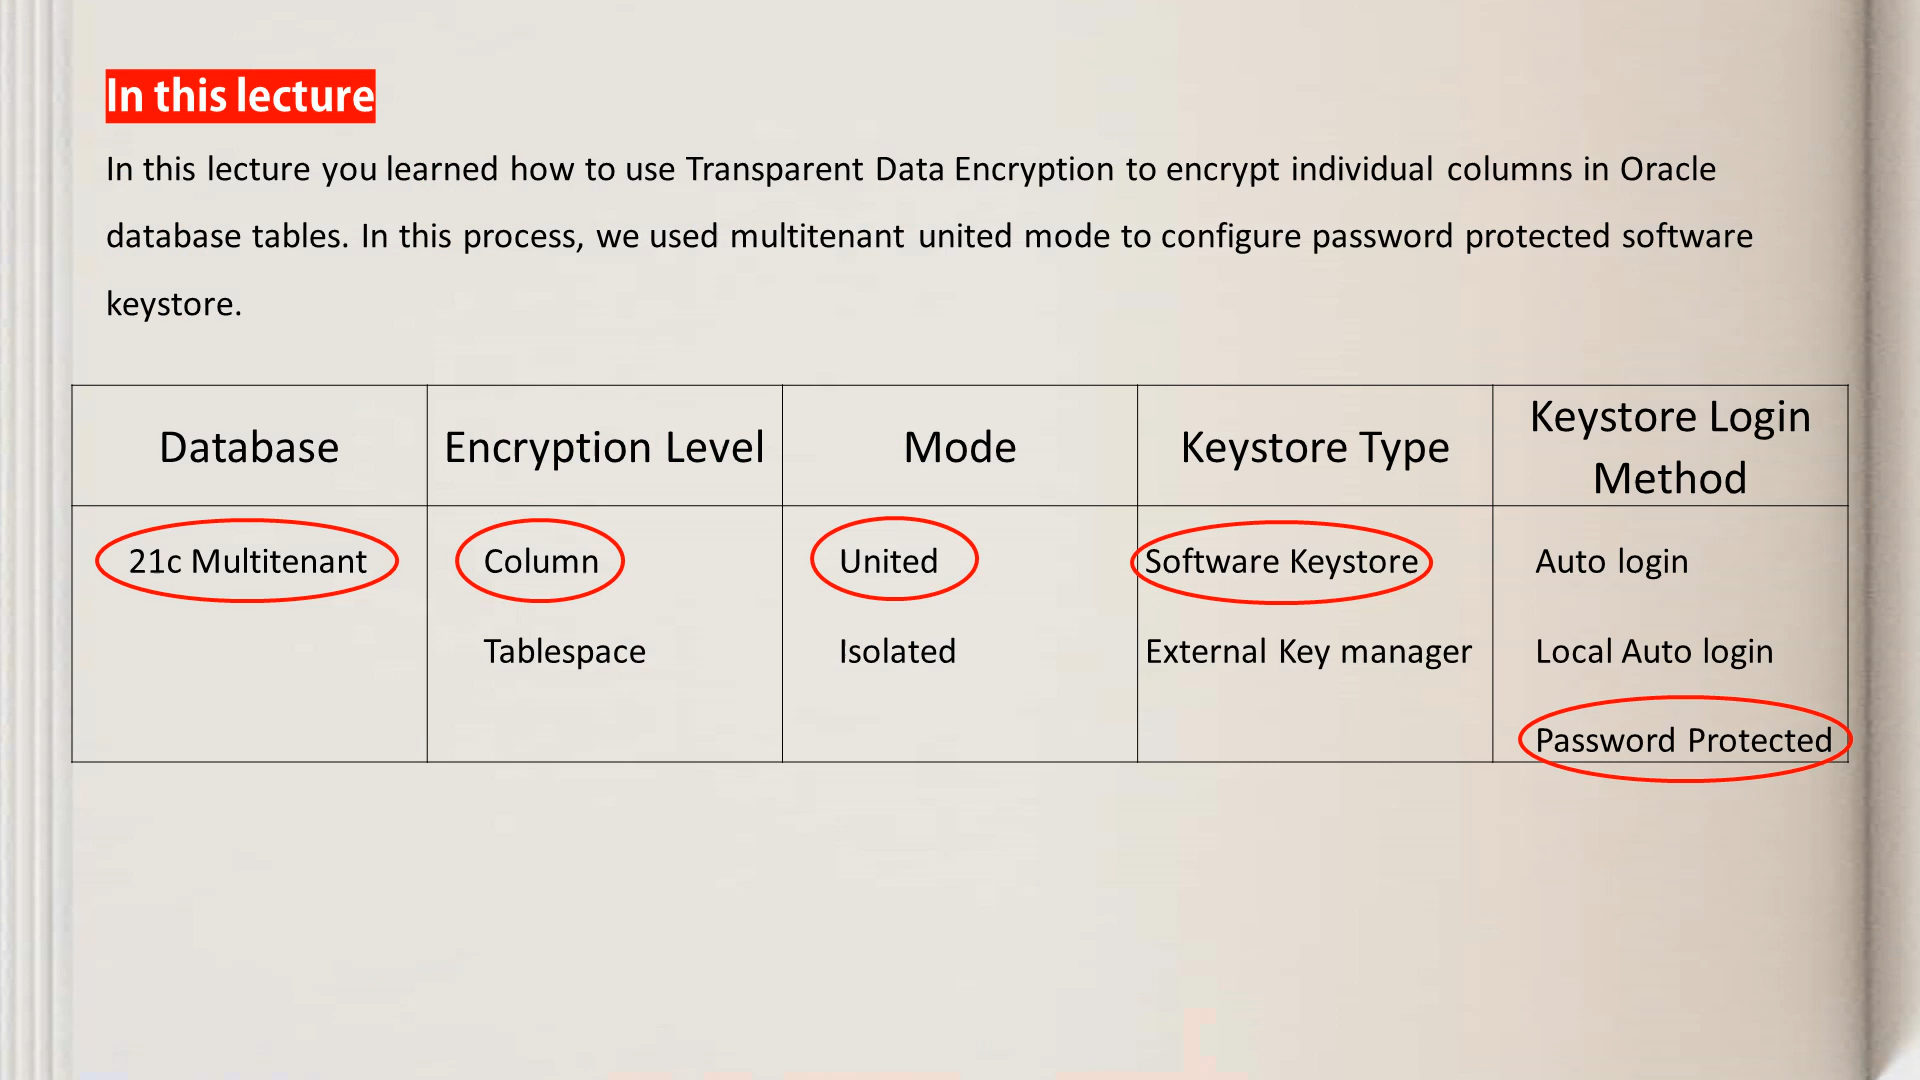 In this lecture
In this lecture you learned how to use Transparent Data Encryption to encrypt individual columns in Oracle
database tables. In this process, we used multitenant united mode to configure password protected software
keystore.
Database
Encryption Level
Mode
Keystore Type
Keystore Login
Method
21c Multitenant
Column
United
Software Keystore
Auto login
Tablespace
Isolated
External Key manager
Local Auto login
Password Protected